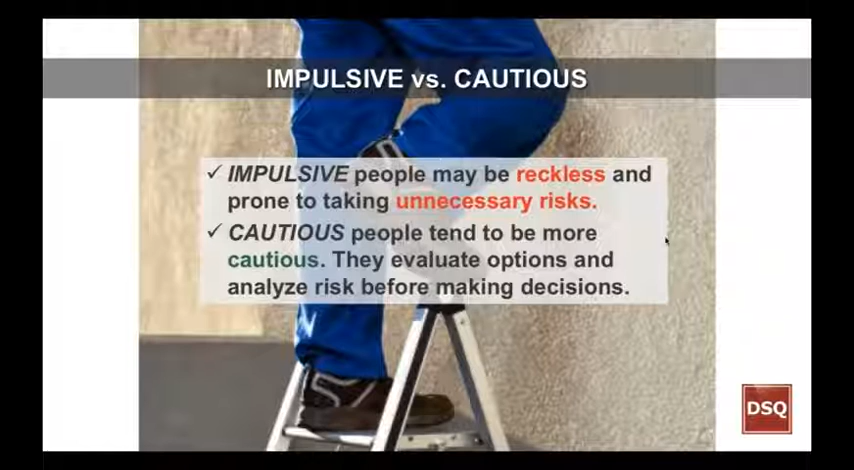 IMPULSIVE vs. CAUTIOUS
✓ IMPULSIVE people may be reckless and
prone to taking unnecessary risks.
✓ CAUTIOUS people tend to be more
cautious. They evaluate options and
analyze risk before making decisions.
DSQ